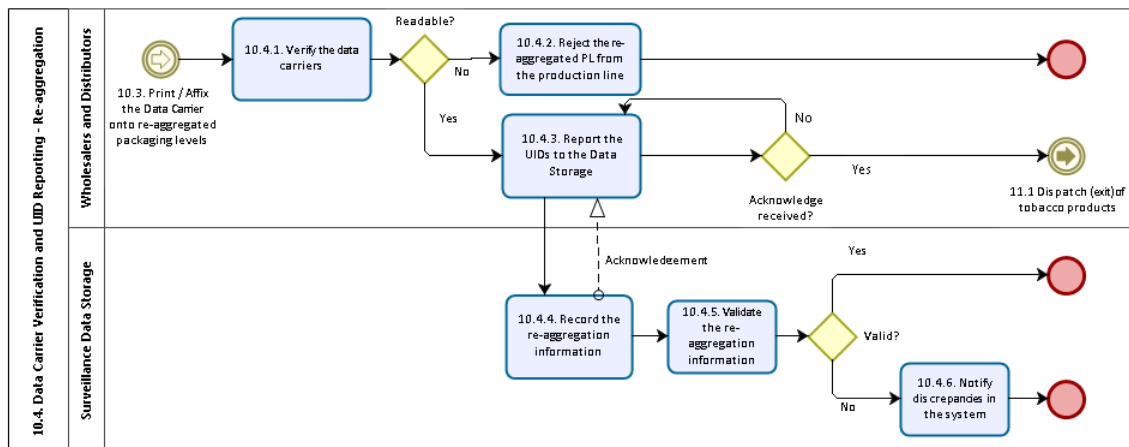 10.4. Data Carrier Verification and UID Reporting - Re-aggregation
Wholesalers and Distributors
Readable?
10.4.1. Verify the data
carriers
10.4.2. Reject the re-
aggregated PL from
the production line
No
10.3. Print / Affix
the Data Carrier
onto re-aggregated
packaging levels
Yes
10.4.3. Report the
UIDs to the Data
Storage
No
Yes
Acknowledge
received?
11.1 Dispatch (exit)of
tobacco products
Surveillance Data Storage
Acknowledgement
Yes
10.4.4. Record the
re-aggregation
information
10.4.5. Validate
the re-
aggregation
information
Valid?
No
10.4.6. Notify
discrepancies in
the system